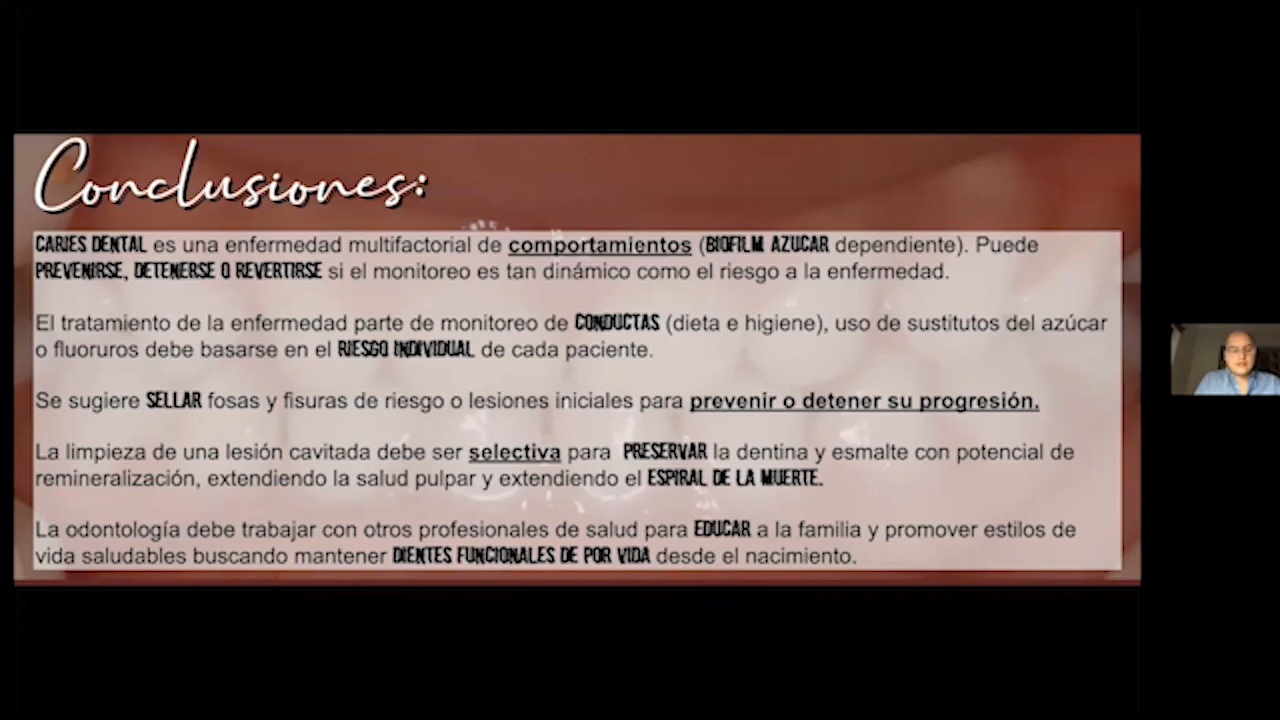 Conclusiones:
CARIES DENTAL es una enfermedad multifactorial de comportamientos (BIOFILM AZUCAR dependiente). Puede
PREVENIRSE, DETENERSE O REVERTIRSE si el monitoreo es tan dinámico como el riesgo a la enfermedad.
El tratamiento de la enfermedad parte de monitoreo de CONDUCTAS (dieta e higiene), uso de sustitutos del azúcar
o fluoruros debe basarse en el RIESGO INDIVIDUAL de cada paciente.
Se sugiere SELLAR fosas y fisuras de riesgo o lesiones iniciales para prevenir o detener su progresión.
La limpieza de una lesión cavitada debe ser selectiva para PRESERVAR la dentina y esmalte con potencial de
remineralización, extendiendo la salud pulpar y extendiendo el ESPIRAL DE LA MUERTE.
La odontología debe trabajar con otros profesionales de salud para EDUCAR a la familia y promover estilos de
vida saludables buscando mantener DIENTES FUNCIONALES DE POR VIDA desde el nacimiento.